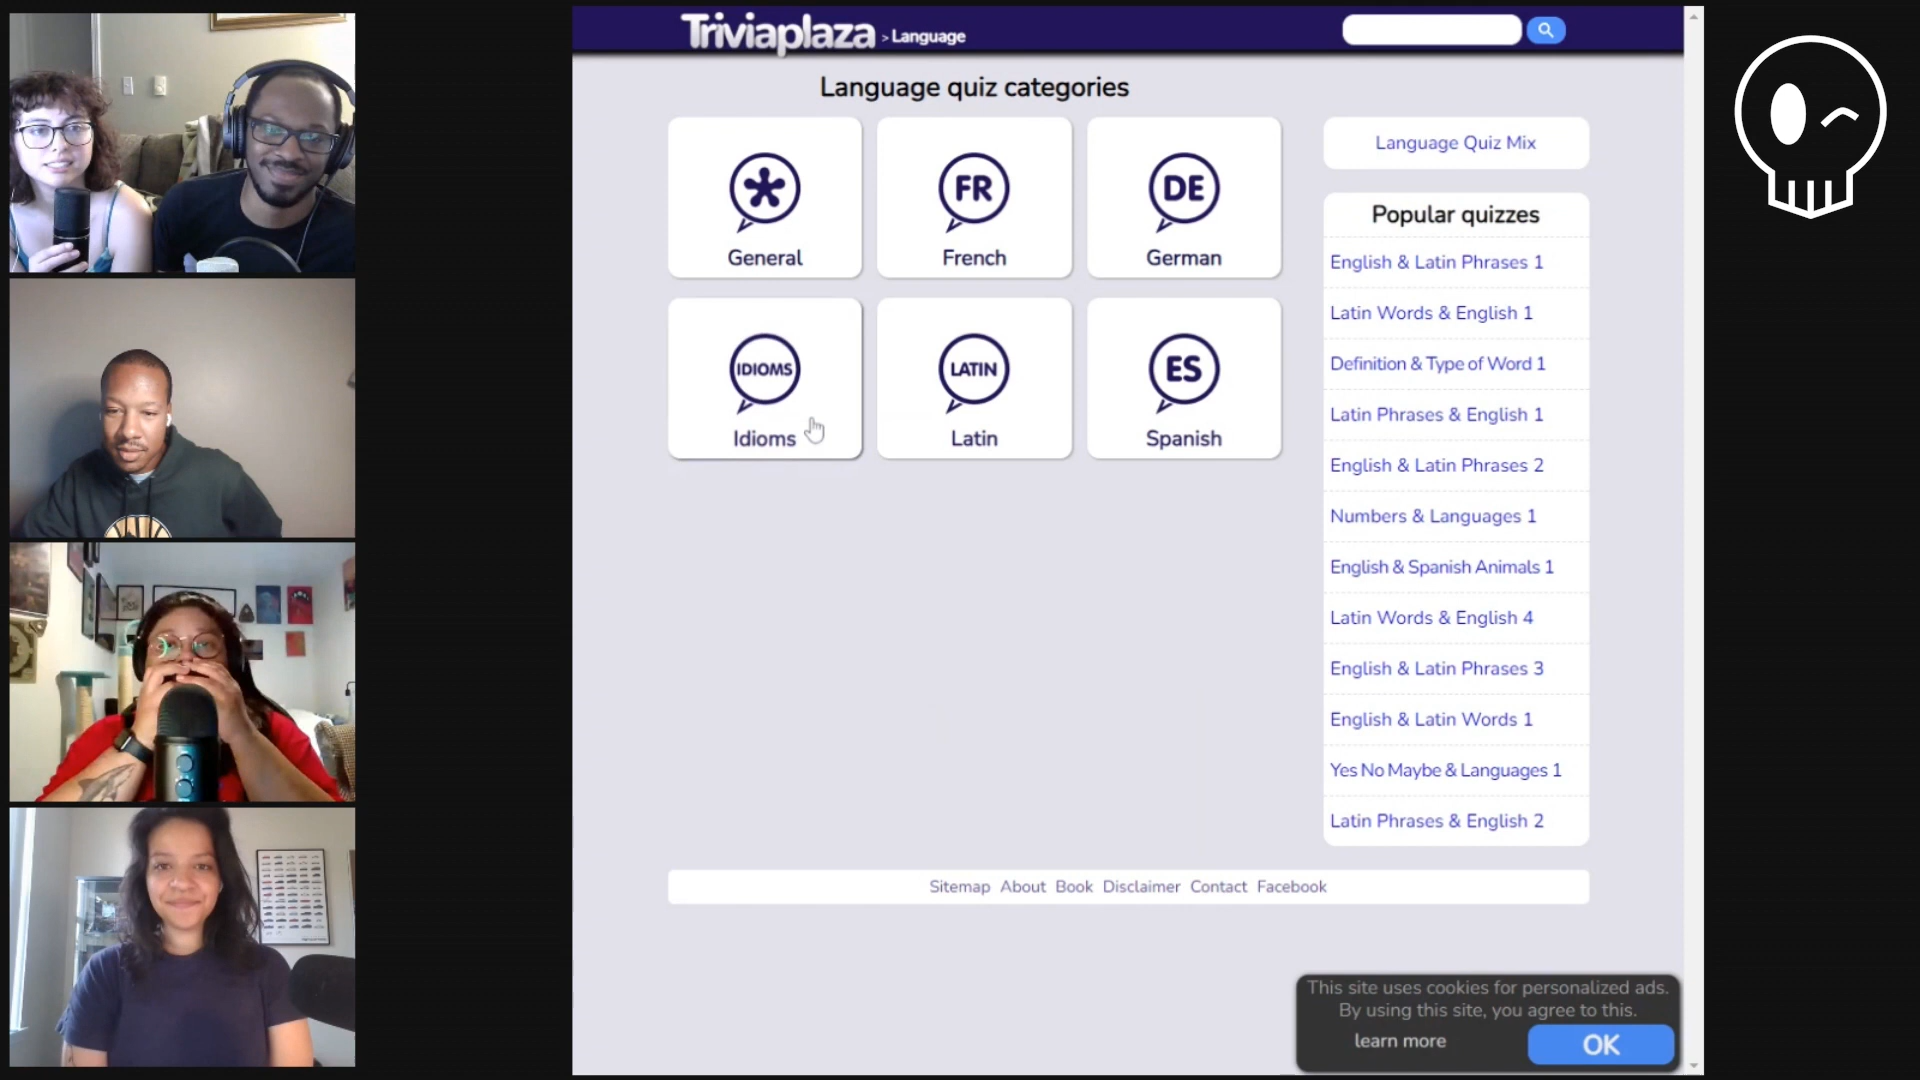 Triviaplaza > Language
Language quiz categories
General
FR
French
DE
German
IDIOMS
Idioms
LATIN
Latin
ES
Spanish
Language Quiz Mix
Popular quizzes
English & Latin Phrases 1
Latin Words & English 1
Definition & Type of Word 1
Latin Phrases & English 1
English & Latin Phrases 2
Numbers & Languages 1
English & Spanish Animals 1
Latin Words & English 4
English & Latin Phrases 3
English & Latin Words 1
Yes No Maybe & Languages 1
Latin Phrases & English 2
Sitemap About Book Disclaimer Contact Facebook
This site uses cookies for personalized ads.
By using this site, you agree to this.
learn more
OK